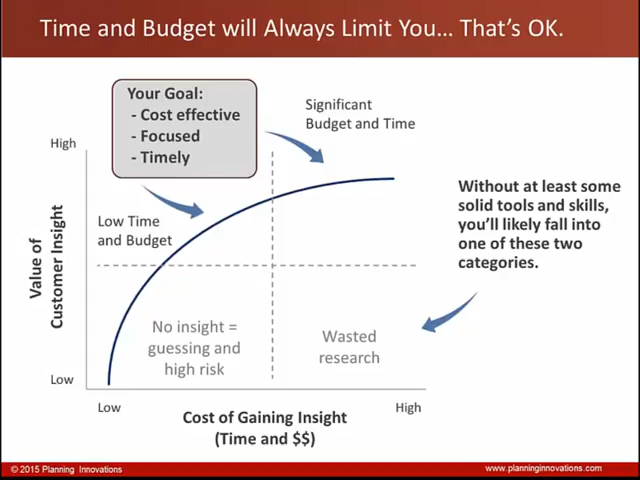 Time and Budget will Always Limit You... That's OK.
Your Goal:
- Cost effective
- Focused
- Timely
Significant
Budget and Time
High
Low Time
and Budget
Without at least some
solid tools and skills,
you'll likely fall into
one of these two
categories.
Value of
Customer Insight
No insight =
guessing and
high risk
Wasted
research
Low
Low
High
Cost of Gaining Insight
(Time and $$)
© 2015 Planning Innovations
www.planninginnovations.com